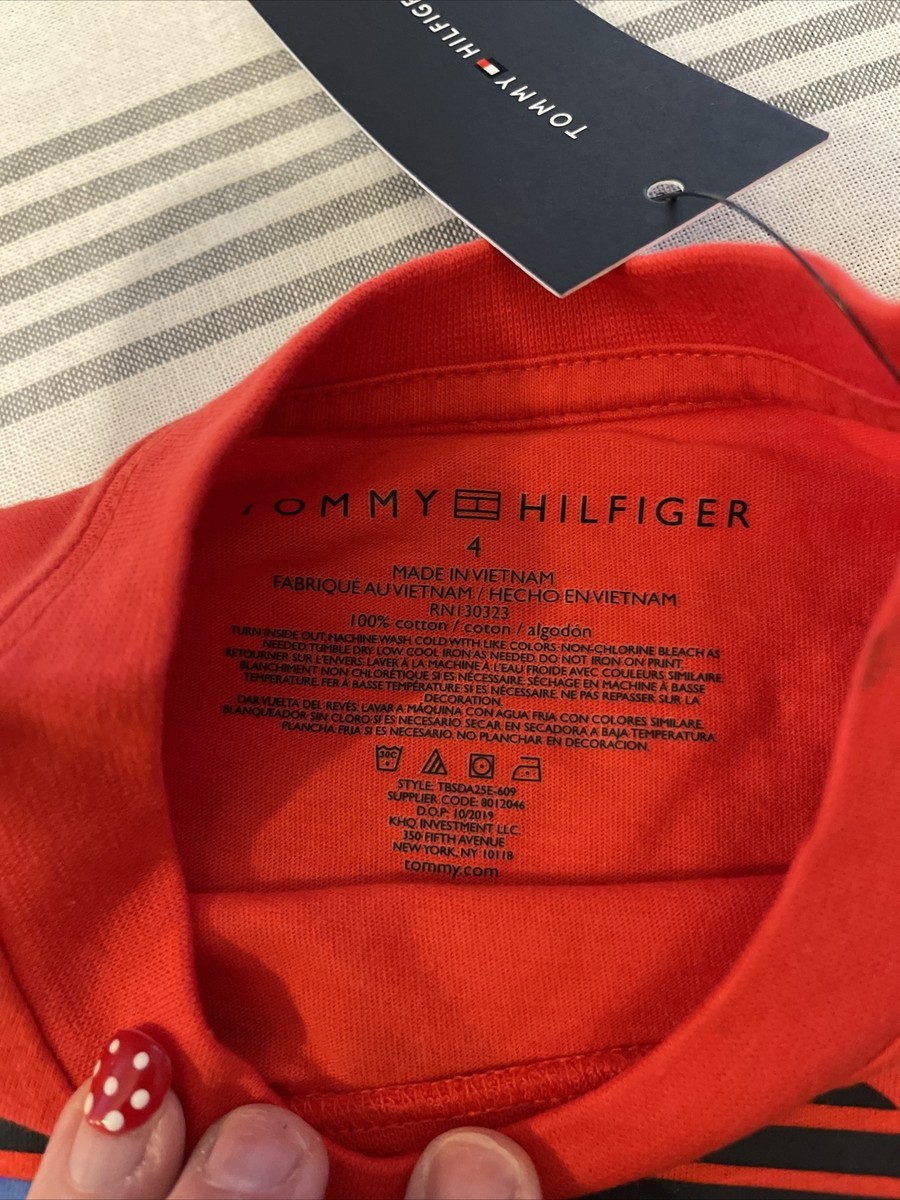 TOMMY HILFIGER
TOMMY HILFIGER
4
MADE IN VIETNAM
FABRIQUÉ AU VIETNAM / HECHO EN VIETNAM
RN130323
100% cotton / coton / algodón
TURN INSIDE OUT, MACHINE WASH COLD WITH LIKE COLORS. NON-CHLORINE BLEACH AS
NEEDED. TUMBLE DRY LOW. COOL IRON AS NEEDED. DO NOT IRON ON PRINT.
RETOURNER SUR L'ENVERS. LAVER À LA MACHINE À L'EAU FROIDE AVEC COULEURS SIMILAIRE.
BLANCHIMENT NON CHLORÉTIQUE SI ES NÉCESSAIRE. SÉCHAGE EN MACHINE À BASSE
TEMPÉRATURE. FER À BASSE TEMPÉRATURE SI ES NÉCESSAIRE. NE PAS REPASSER SUR LA
DECORATION.
DAR VUELTA DEL REVÉS. LAVAR A MÁQUINA CON AGUA FRIA CON COLORES SIMILARE.
BLANQUEADOR SIN CLORO SI ES NECESARIO. SECAR EN SECADORA A BAJA TEMPERATURA.
PLANCHA FRIA SI ES NECESARIO. NO PLANCHAR EN DECORACION.
30C
STYLE: TBSDA25E-609
SUPPLIER CODE: 8012046
D.O.P: 10/2019
KHQ INVESTMENT LLC.
350 FIFTH AVENUE
NEW YORK, NY 10118
tommy.com